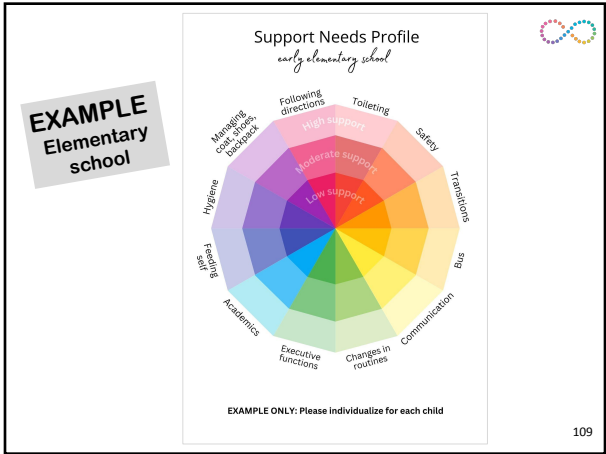 Support Needs Profile
early elementary school
EXAMPLE
Elementary
school
Following
directions
Toileting
Safety
Transitions
Bus
Communication
Changes in
routines
Executive
functions
Academics
Feeding
self
Hygiene
Managing
coat, shoes,
backpack
High support
Moderate support
Low support
EXAMPLE ONLY: Please individualize for each child
109